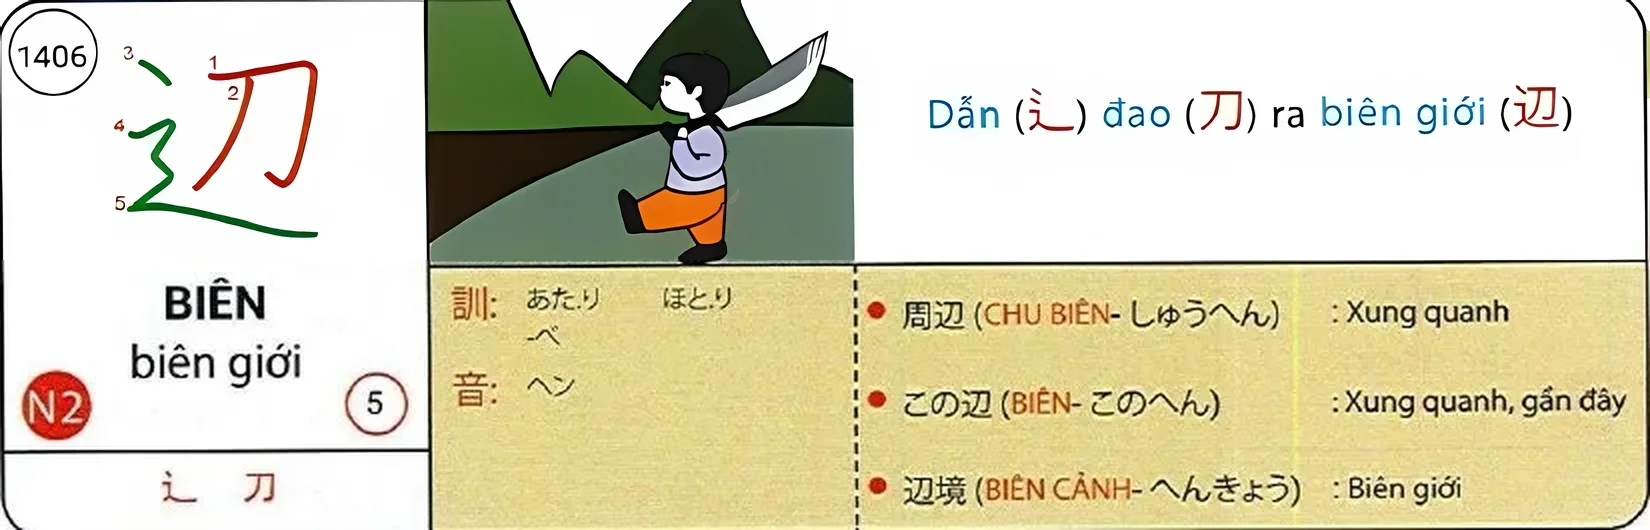 1406
3
1
2
4
5
BIÊN
biên giới
N2
5
辶 刀
Dẫn (辶) đao (刀) ra biên giới (辺)
訓: あた.り ほと.り
-べ
音: ヘン
周辺 (CHU BIÊN- しゅうへん) : Xung quanh
この辺 (BIÊN- このへん) : Xung quanh, gần đây
辺境 (BIÊN CẢNH- へんきょう) : Biên giới
辺